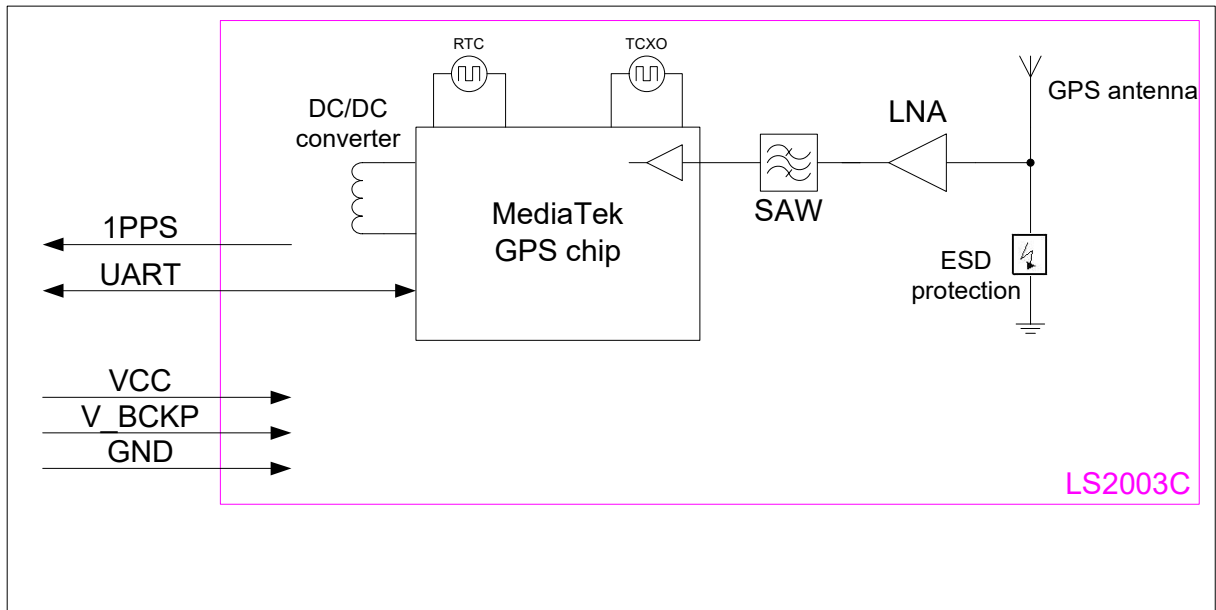 RTC
TCXO
GPS antenna
DC/DC
converter
LNA
SAW
MediaTek
GPS chip
1PPS
UART
ESD
protection
VCC
V_BCKP
GND
LS2003C